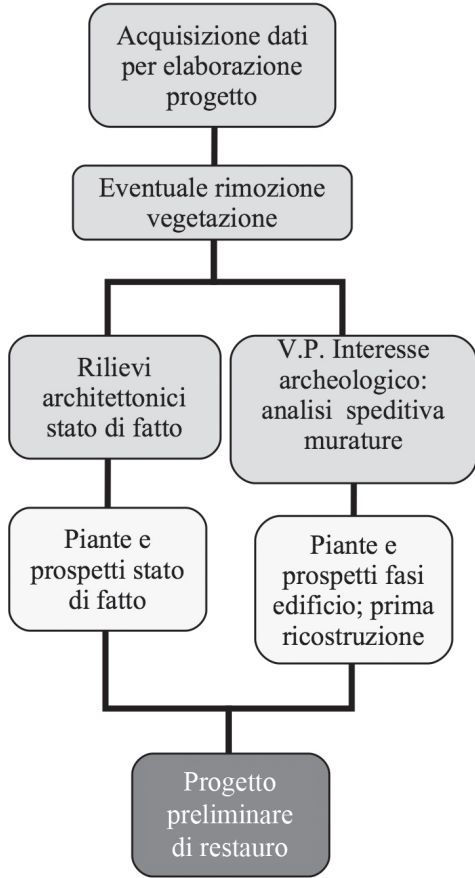 Acquisizione dati
per elaborazione
progetto
Eventuale rimozione
vegetazione
Rilievi
architettonici
stato di fatto
V.P. Interesse
archeologico:
analisi speditiva
murature
Piante e
prospetti stato
di fatto
Piante e
prospetti fasi
edificio; prima
ricostruzione
Progetto
preliminare
di restauro